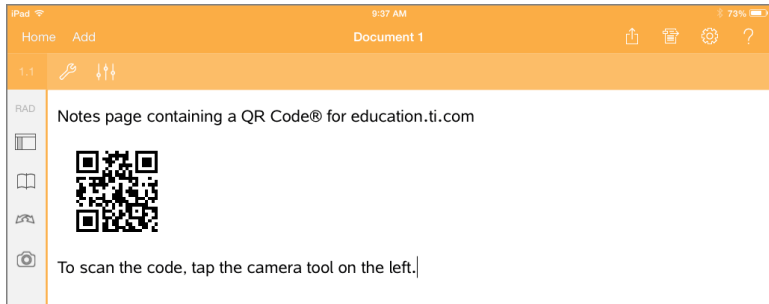 iPad 9:37 AM 73%
Home Add Document 1 ?
1.1
RAD
Notes page containing a QR Code® for education.ti.com
To scan the code, tap the camera tool on the left.